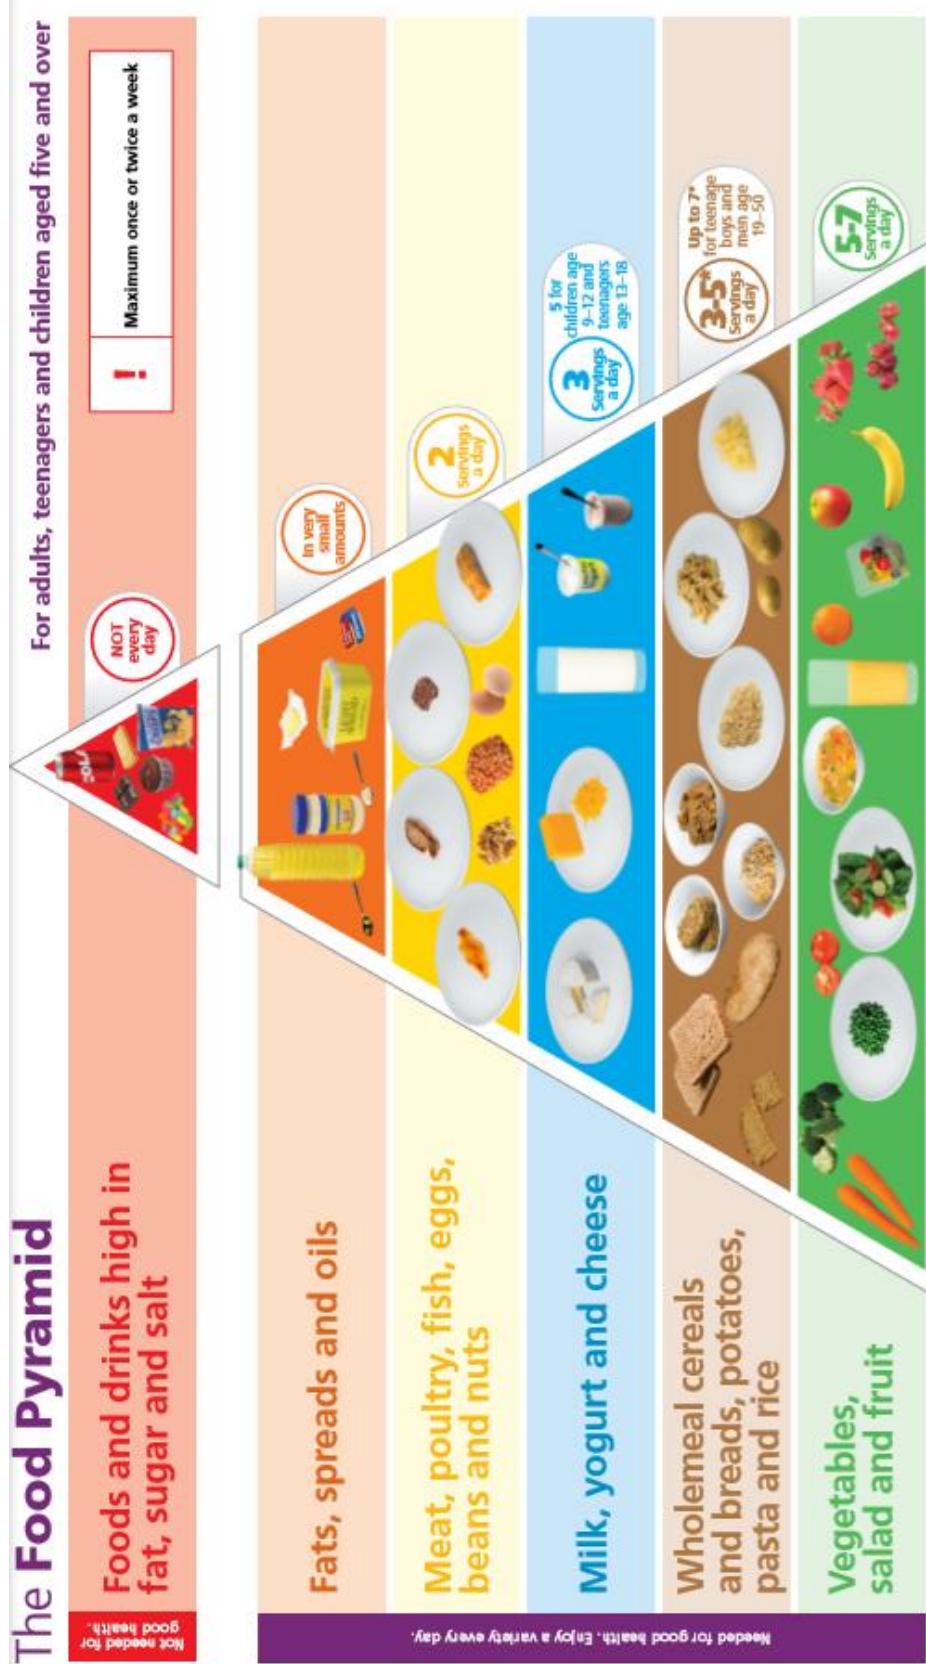 The Food Pyramid
For adults, teenagers and children aged five and over
Not needed for
good health.
Foods and drinks high in
fat, sugar and salt
NOT
every
day
!
Maximum once or twice a week
Needed for good health. Enjoy a variety every day.
Fats, spreads and oils
In very
small
amounts
Meat, poultry, fish, eggs,
beans and nuts
2
Servings
a day
Milk, yogurt and cheese
3
Servings
a day
5 for
children age
9–12 and
teenagers
age 13–18
Wholemeal cereals
and breads, potatoes,
pasta and rice
3-5*
Servings
a day
Up to 7*
for teenage
boys and
men age
19–50
Vegetables,
salad and fruit
5-7
Servings
a day